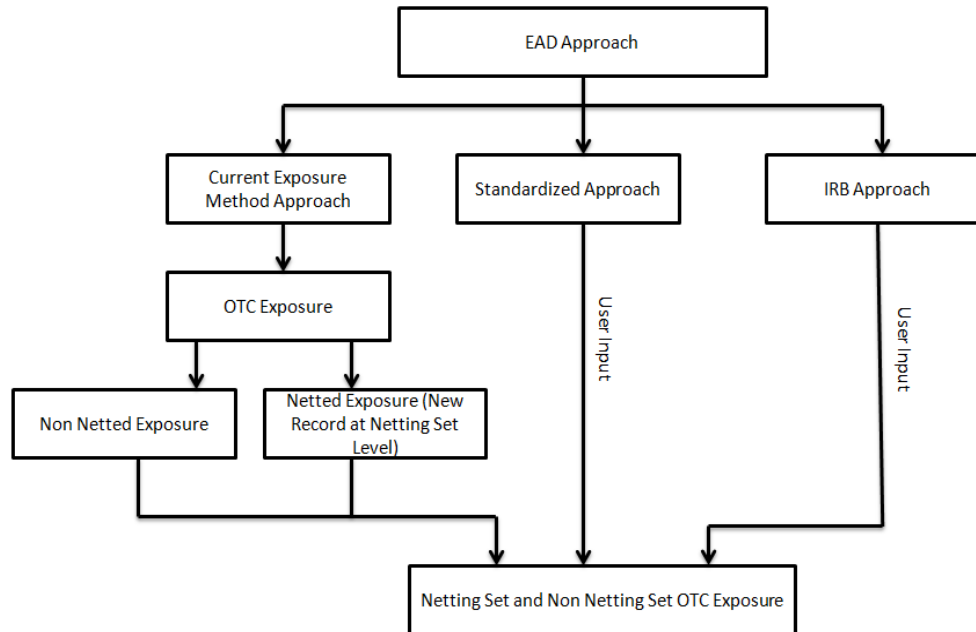 EAD Approach
Current Exposure
Method Approach
Standardized Approach
IRB Approach
OTC Exposure
User Input
User Input
Non Netted Exposure
Netted Exposure (New
Record at Netting Set
Level)
Netting Set and Non Netting Set OTC Exposure